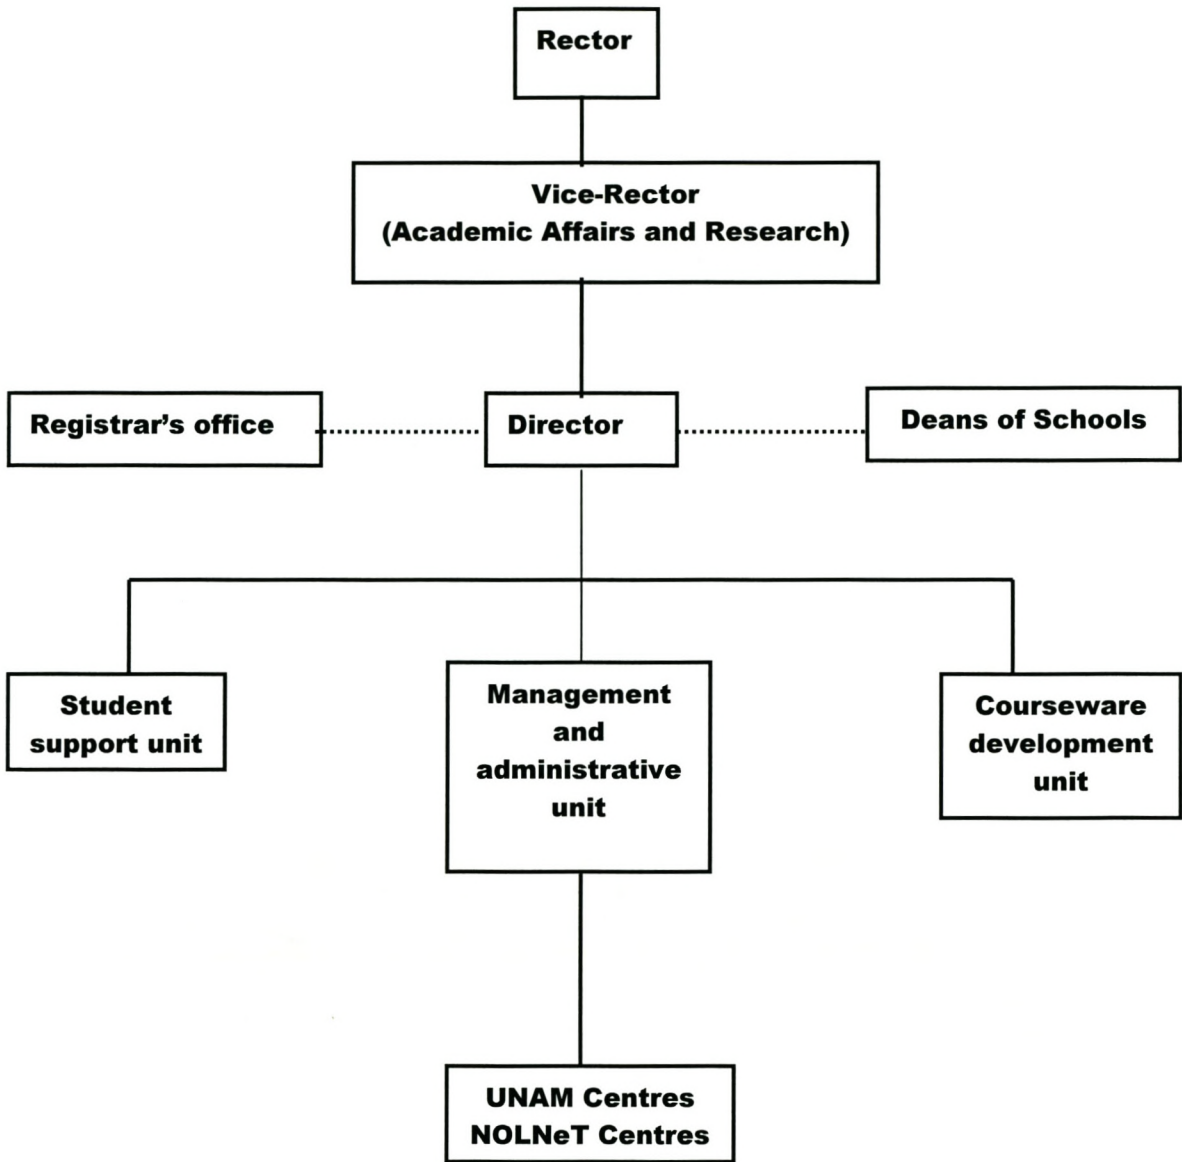 Rector
Vice-Rector
(Academic Affairs and Research)
Registrar's office
Director
Deans of Schools
Student
support unit
Management
and
administrative
unit
Courseware
development
unit
UNAM Centres
NOLNeT Centres